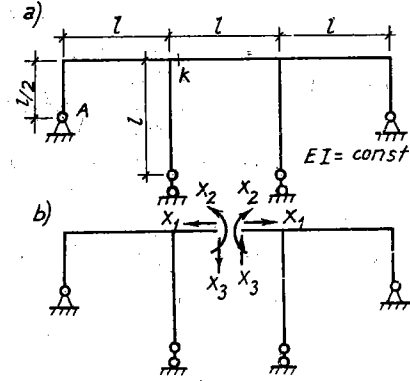 a)
l l l
l/2
A
l
k
EI = const
b)
X₂ X₂
X₁ X₁
X₃ X₃